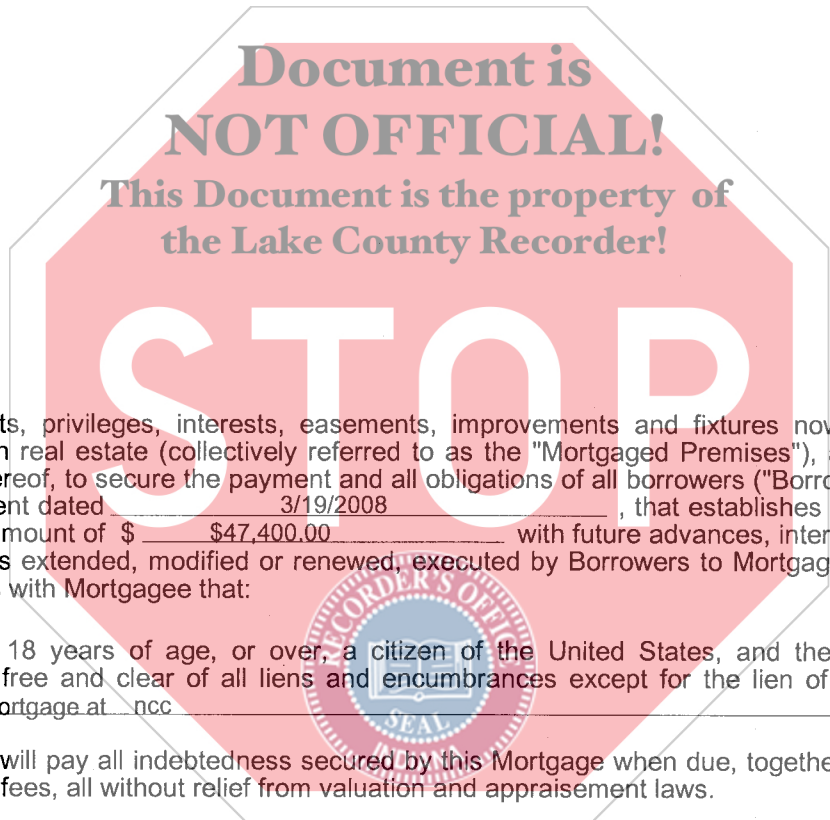 Document is
NOT OFFICIAL!
This Document is the property of
the Lake County Recorder!
STOP
ts, privileges, interests, easements, improvements and fixtures now
real estate (collectively referred to as the "Mortgaged Premises"),
ereof, to secure the payment and all obligations of all borrowers ("Borro
ent dated 3/19/2008 , that establishes
mount of $ $47,400.00 with future advances, inter
s extended, modified or renewed, executed by Borrowers to Mortgag
with Mortgagee that:
RECORDER'S OFFICE
18 years of age, or over, a citizen of the United States, and the
free and clear of all liens and encumbrances except for the lien of
ortgage at ncc
SEAL
INDIANA
will pay all indebtedness secured by this Mortgage when due, togethe
fees, all without relief from valuation and appraisement laws.